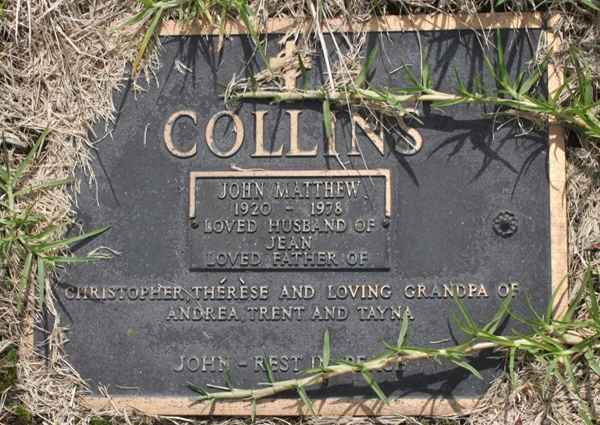 COLLINS
JOHN MATTHEW
1920 - 1978
LOVED HUSBAND OF
JEAN
LOVED FATHER OF
CHRISTOPHER, THÉRÈSE AND LOVING GRANDPA OF
ANDREA, TRENT AND TAYNA
JOHN - REST IN PEACE